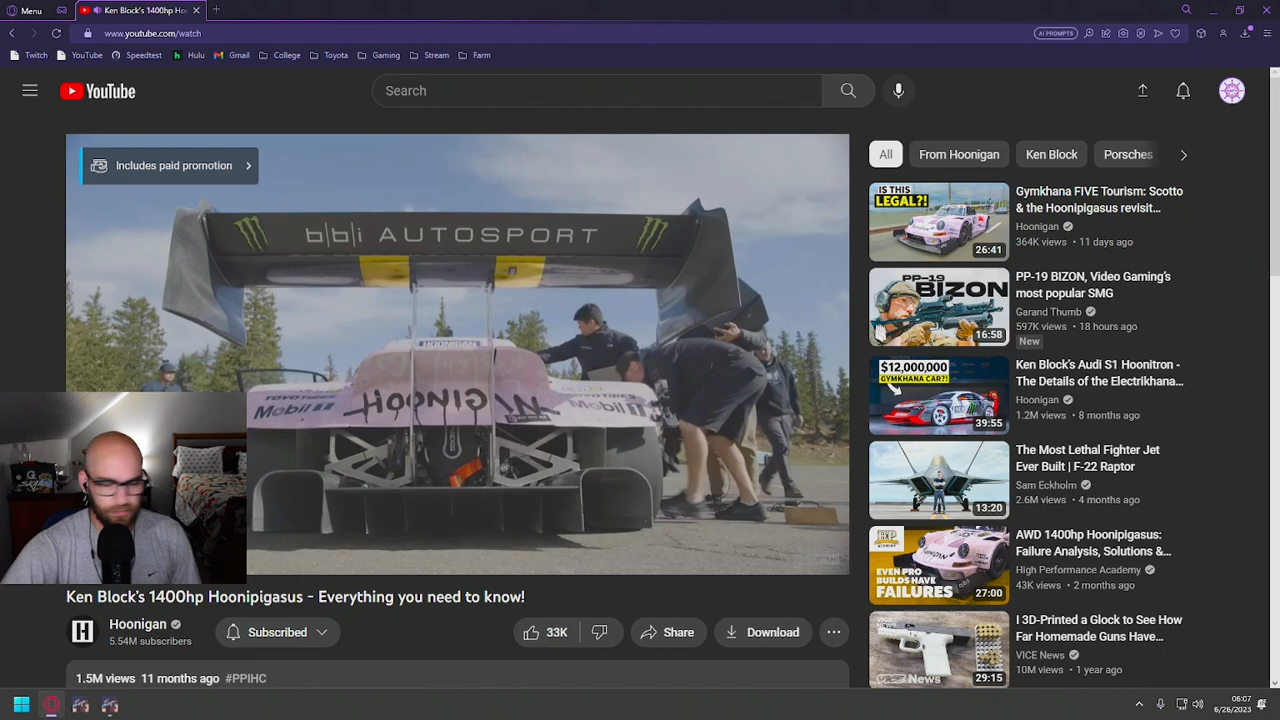 Menu
Ken Block's 1400hp Ho
www.youtube.com/watch
AI PROMPTS
Twitch
YouTube
Speedtest
Hulu
Gmail
College
Toyota
Gaming
Stream
Farm
YouTube
Search
Includes paid promotion
bbi AUTOSPORT
HOONIGAN
TOYO TIRES
Mobil 1
Mobil 1
All
From Hoonigan
Ken Block
Porsches
IS THIS
LEGAL?!
26:41
Gymkhana FIVE Tourism: Scotto
& the Hoonipigasus revisit...
Hoonigan
364K views • 11 days ago
PP-19
BIZON
16:58
PP-19 BIZON, Video Gaming's
most popular SMG
Garand Thumb
597K views • 18 hours ago
New
$12,000,000
GYMKHANA CAR?!
39:55
Ken Block's Audi S1 Hoonitron -
The Details of the Electrikhana...
Hoonigan
1.2M views • 8 months ago
13:20
The Most Lethal Fighter Jet
Ever Built | F-22 Raptor
Sam Eckholm
2.6M views • 4 months ago
EVEN PRO
BUILDS HAVE
FAILURES
27:00
AWD 1400hp Hoonipigasus:
Failure Analysis, Solutions &...
High Performance Academy
43K views • 2 months ago
VICE News
29:15
I 3D-Printed a Glock to See How
Far Homemade Guns Have...
VICE News
10M views • 1 year ago
Ken Block's 1400hp Hoonipigasus - Everything you need to know!
Hoonigan
5.54M subscribers
Subscribed
33K
Share
Download
1.5M views 11 months ago #PPIHC
06:07
6/26/2023